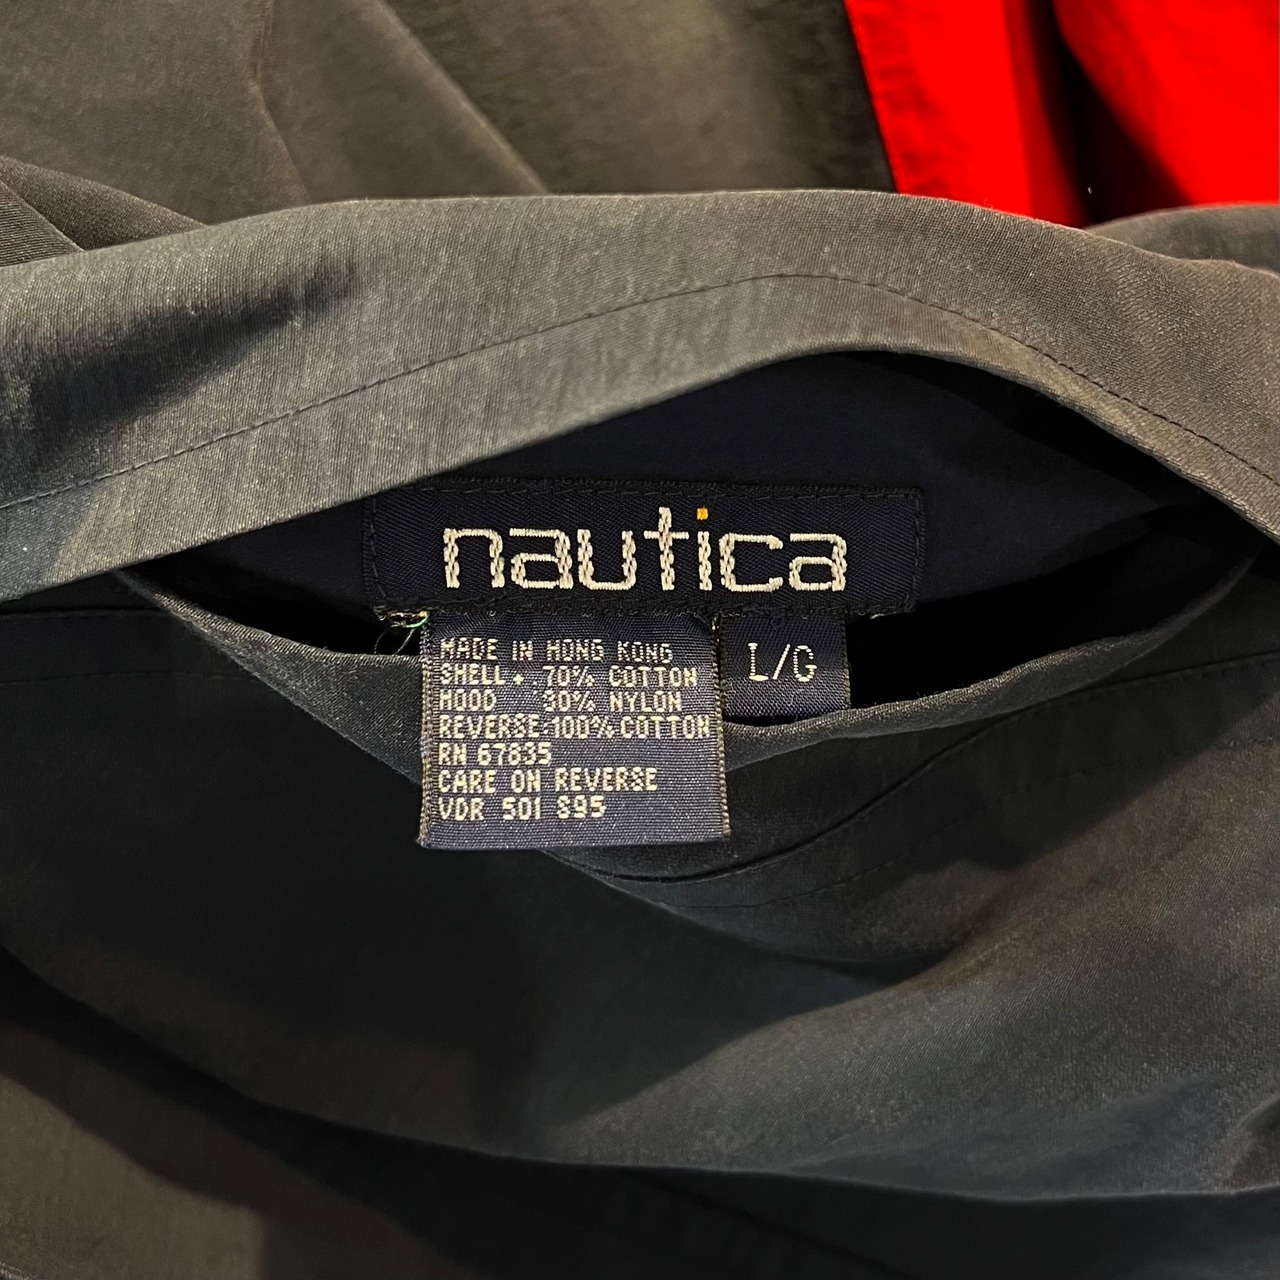 nautica
MADE IN HONG KONG
SHELL + 70% COTTON
HOOD 30% NYLON
REVERSE-100% COTTON
RN 67835
CARE ON REVERSE
VDR 501 895
L/G